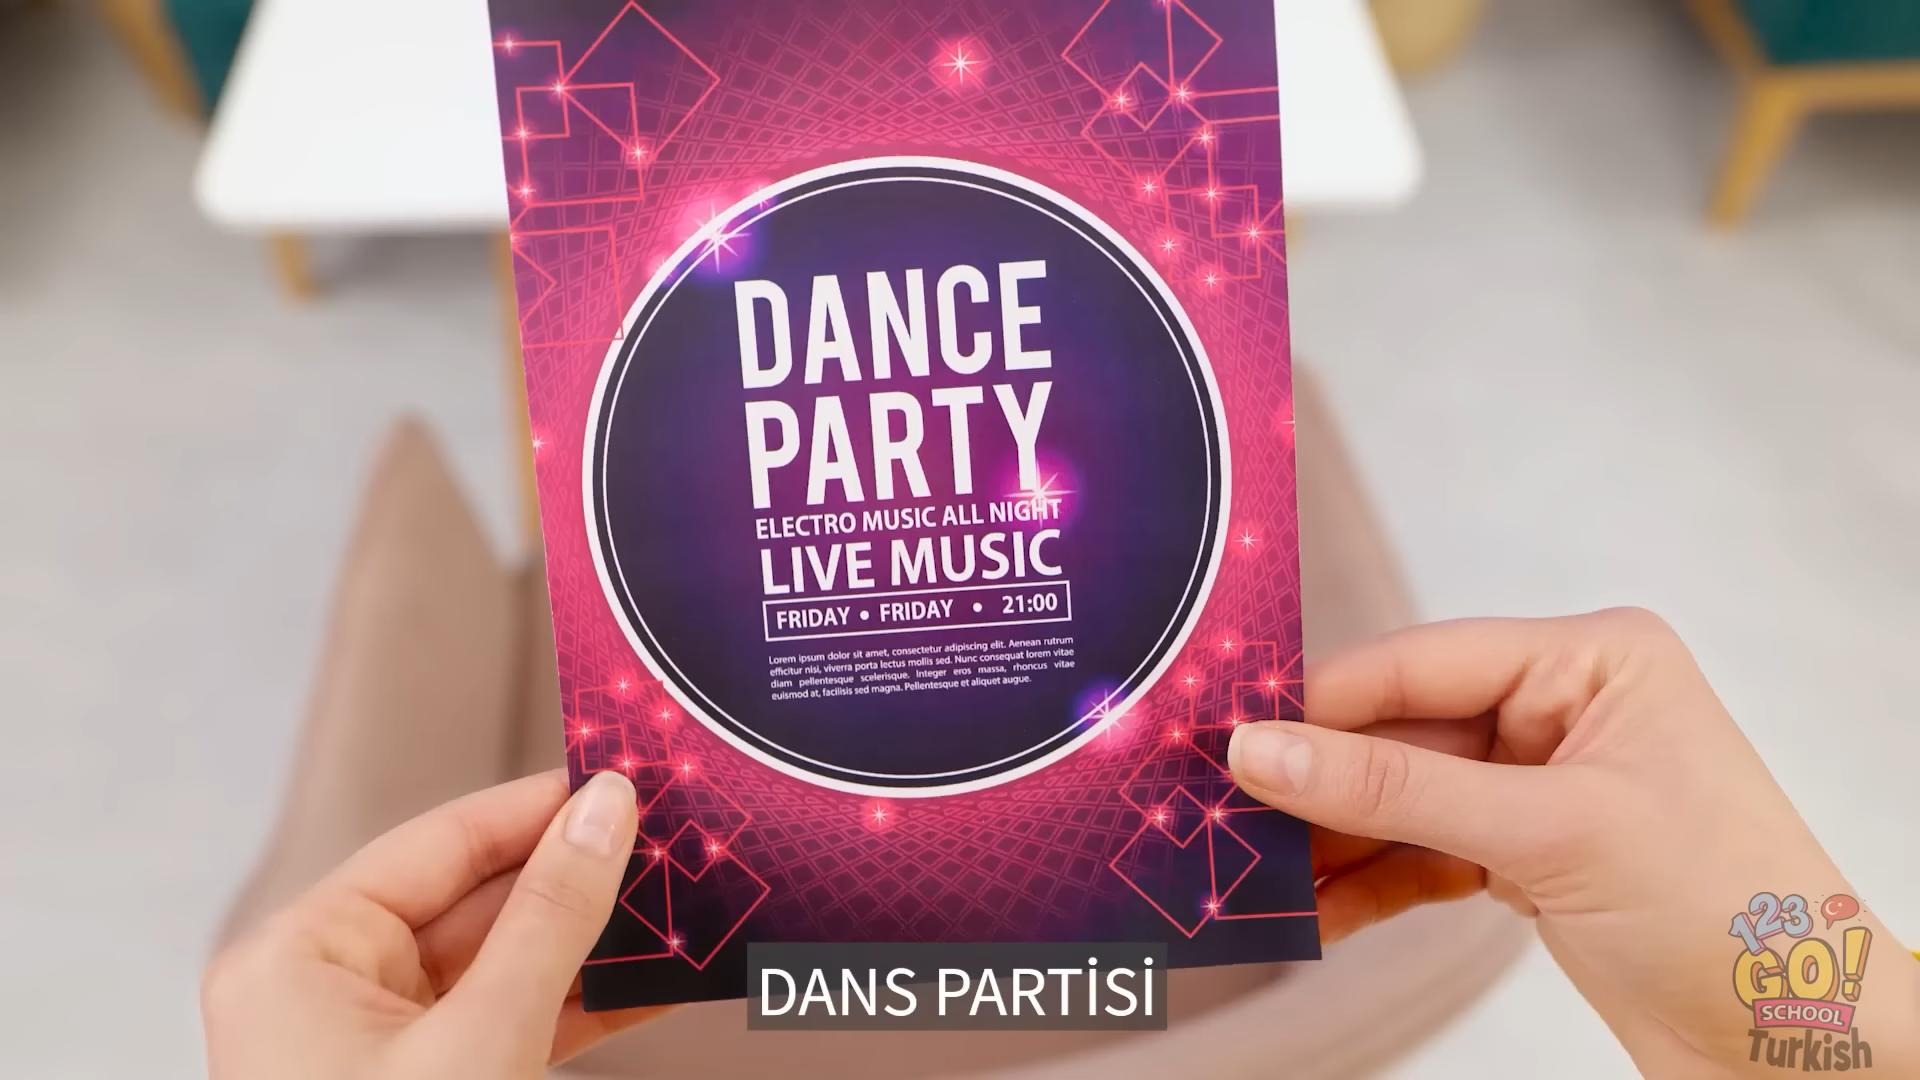 DANCE
PARTY
ELECTRO MUSIC ALL NIGHT
LIVE MUSIC
FRIDAY • FRIDAY • 21:00
Lorem ipsum dolor sit amet, consectetur adipiscing elit. Aenean rutrum
efficitur nisi, viverra porta lectus mollis sed. Nunc consequat lorem vitae
diam pellentesque scelerisque. Integer eros massa, rhoncus vitae
euismod at, facilisis sed magna. Pellentesque et aliquet augue.
DANS PARTİSİ
123
GO!
SCHOOL
Turkish